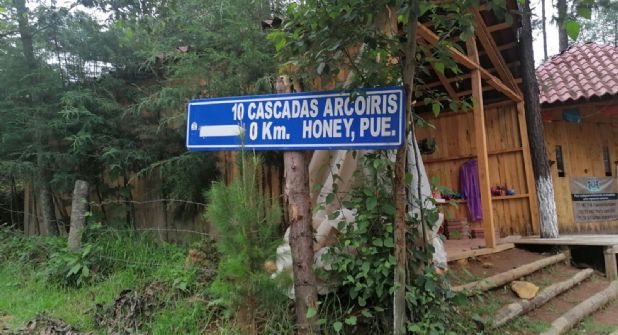 10 CASCADAS ARCOIRIS
0 Km. HONEY, PUE.